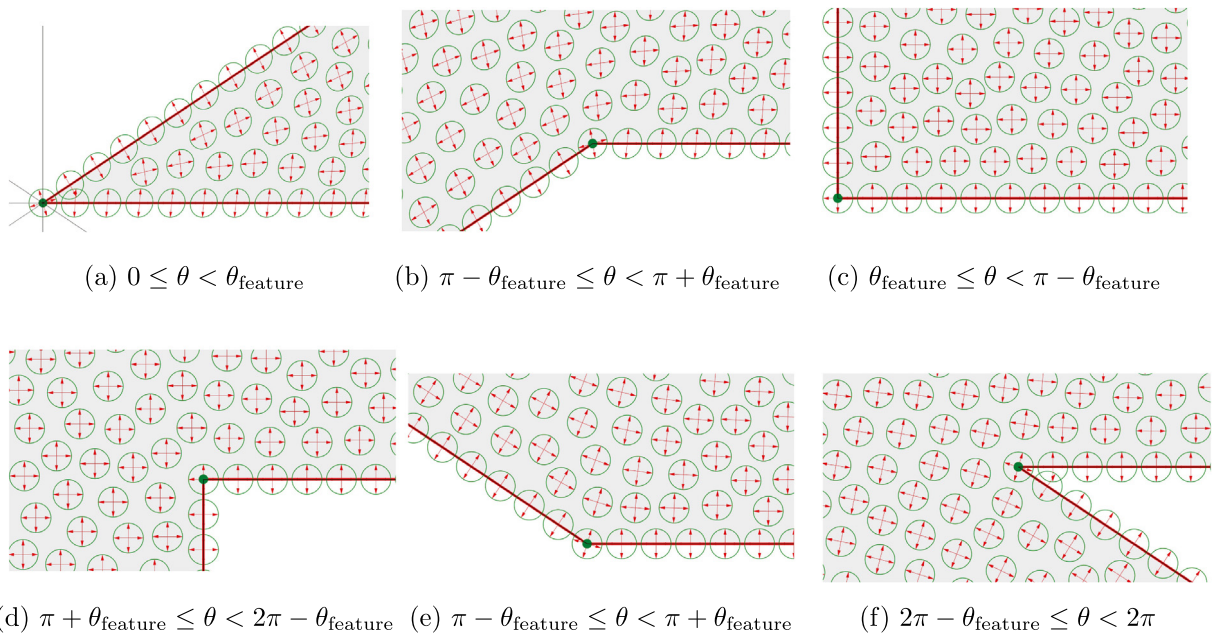 (a) 0 ≤ θ < θ_feature
(b) π − θ_feature ≤ θ < π + θ_feature
(c) θ_feature ≤ θ < π − θ_feature
(d) π + θ_feature ≤ θ < 2π − θ_feature
(e) π − θ_feature ≤ θ < π + θ_feature
(f) 2π − θ_feature ≤ θ < 2π